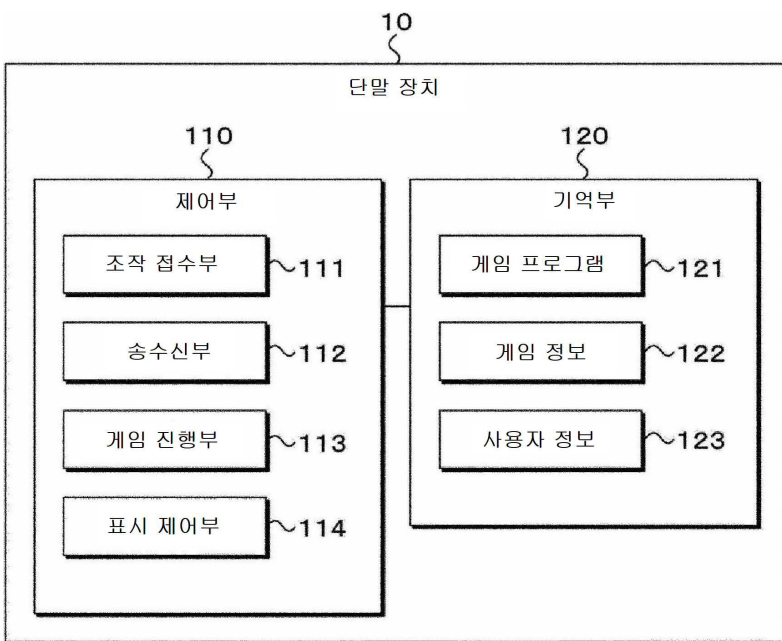 10
단말 장치
110
제어부
조작 접수부
111
송수신부
112
게임 진행부
113
표시 제어부
114
120
기억부
게임 프로그램
121
게임 정보
122
사용자 정보
123